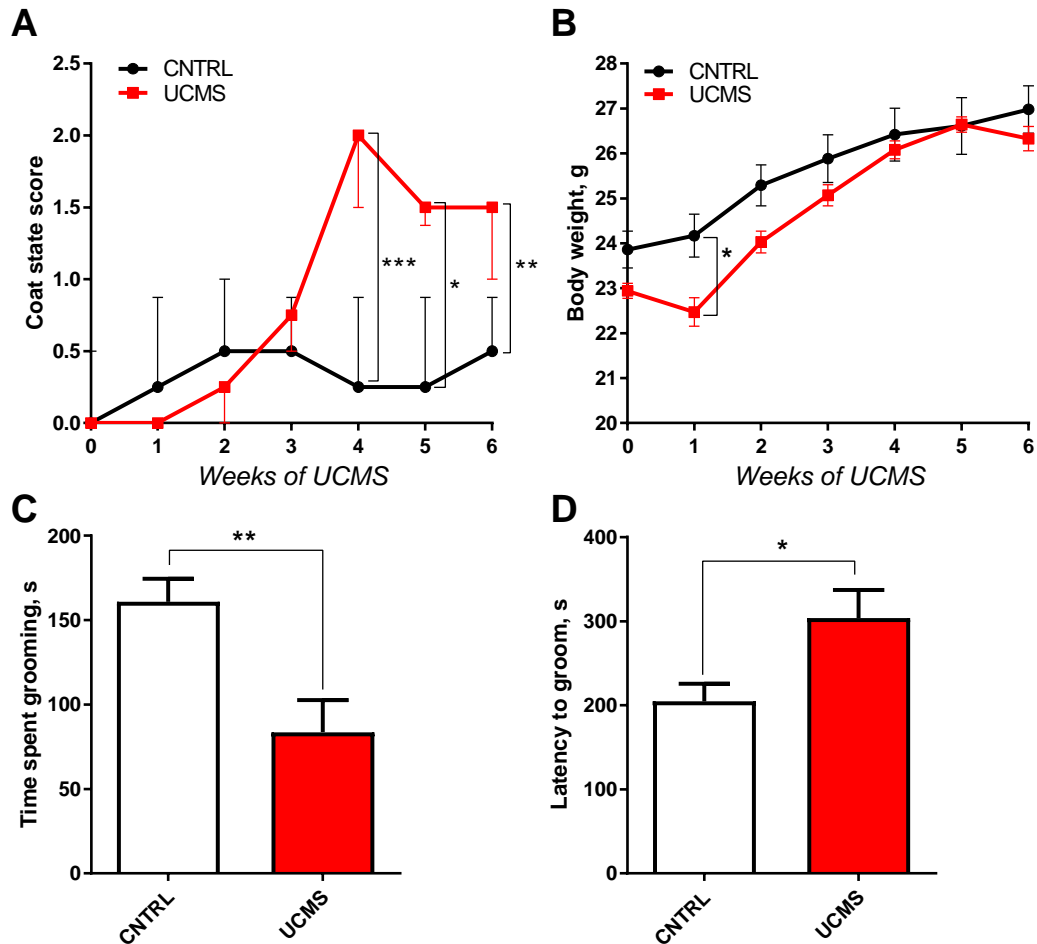 A
CNTRL
UCMS
2.5
2.0
1.5
1.0
0.5
0.0
Coat state score
***
*
**
0 1 2 3 4 5 6
Weeks of UCMS
B
CNTRL
UCMS
28
27
26
25
24
23
22
21
20
Body weight, g
*
0 1 2 3 4 5 6
Weeks of UCMS
C
200
150
100
50
0
Time spent grooming, s
**
CNTRL
UCMS
D
400
300
200
100
0
Latency to groom, s
*
CNTRL
UCMS